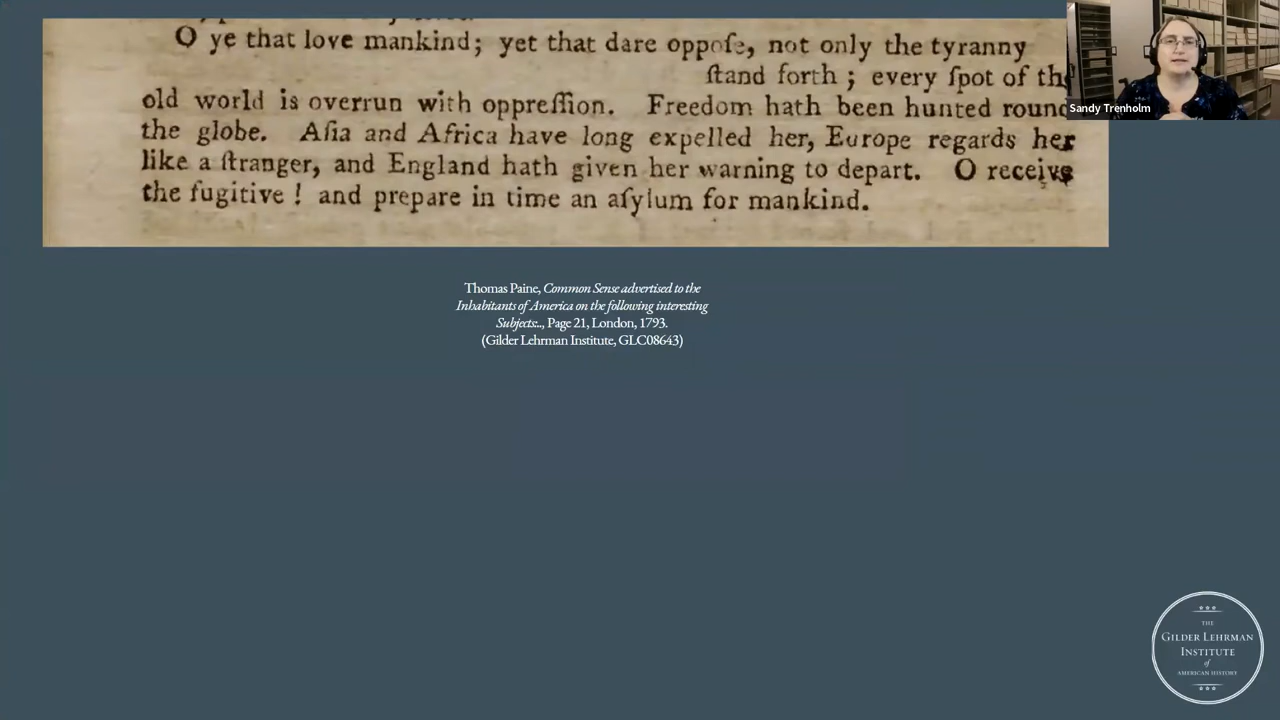 O ye that love mankind; yet that dare oppoſe, not only the tyranny
ſtand forth ; every ſpot of the
old world is overrun with oppreſſion. Freedom hath been hunted round
the globe. Aſia and Africa have long expelled her, Europe regards her
like a ſtranger, and England hath given her warning to depart. O receive
the fugitive ! and prepare in time an aſylum for mankind.
Sandy Trenholm
Thomas Paine, Common Sense advertised to the
Inhabitants of America on the following interesting
Subjects:.., Page 21, London, 1793.
(Gilder Lehrman Institute, GLC08643)
THE
GILDER LEHRMAN
INSTITUTE
of
AMERICAN HISTORY